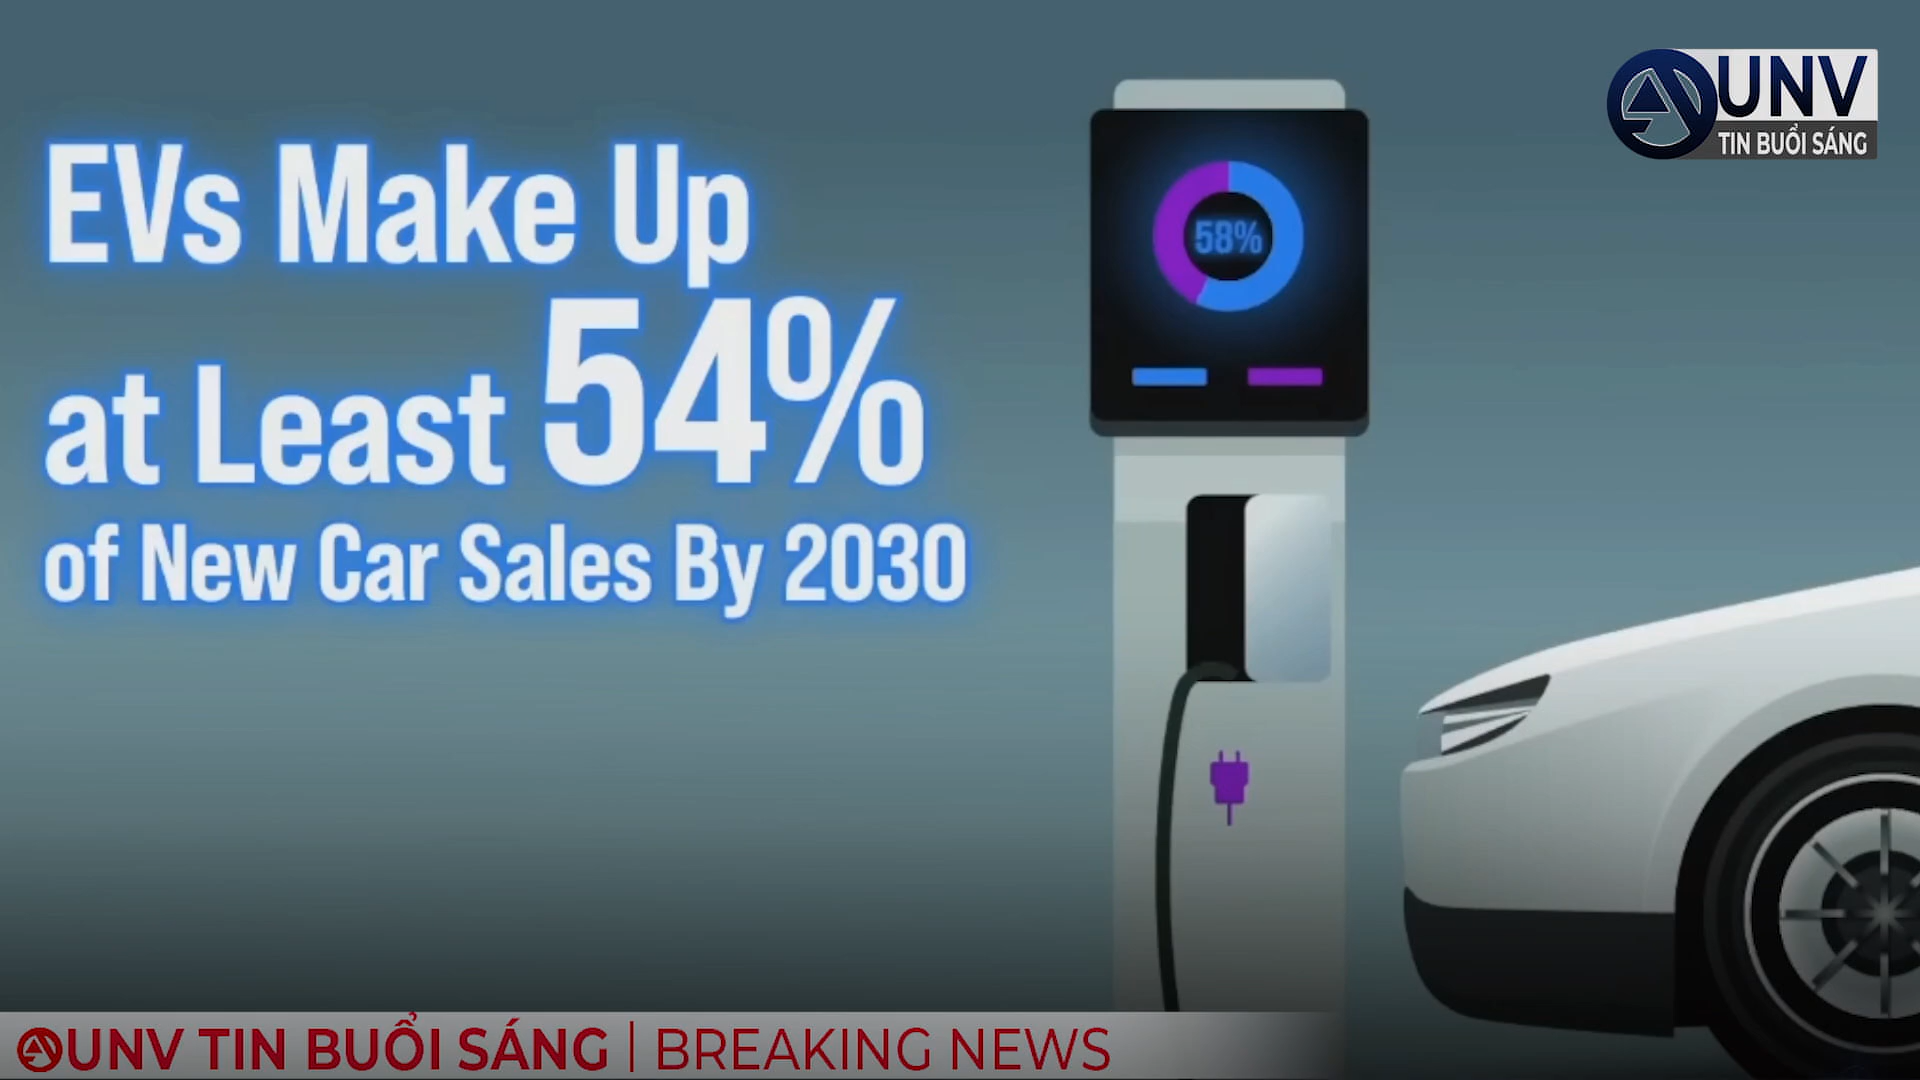 UNV
TIN BUỔI SÁNG
EVs Make Up
at Least 54%
of New Car Sales By 2030
58%
UNV TIN BUỔI SÁNG | BREAKING NEWS